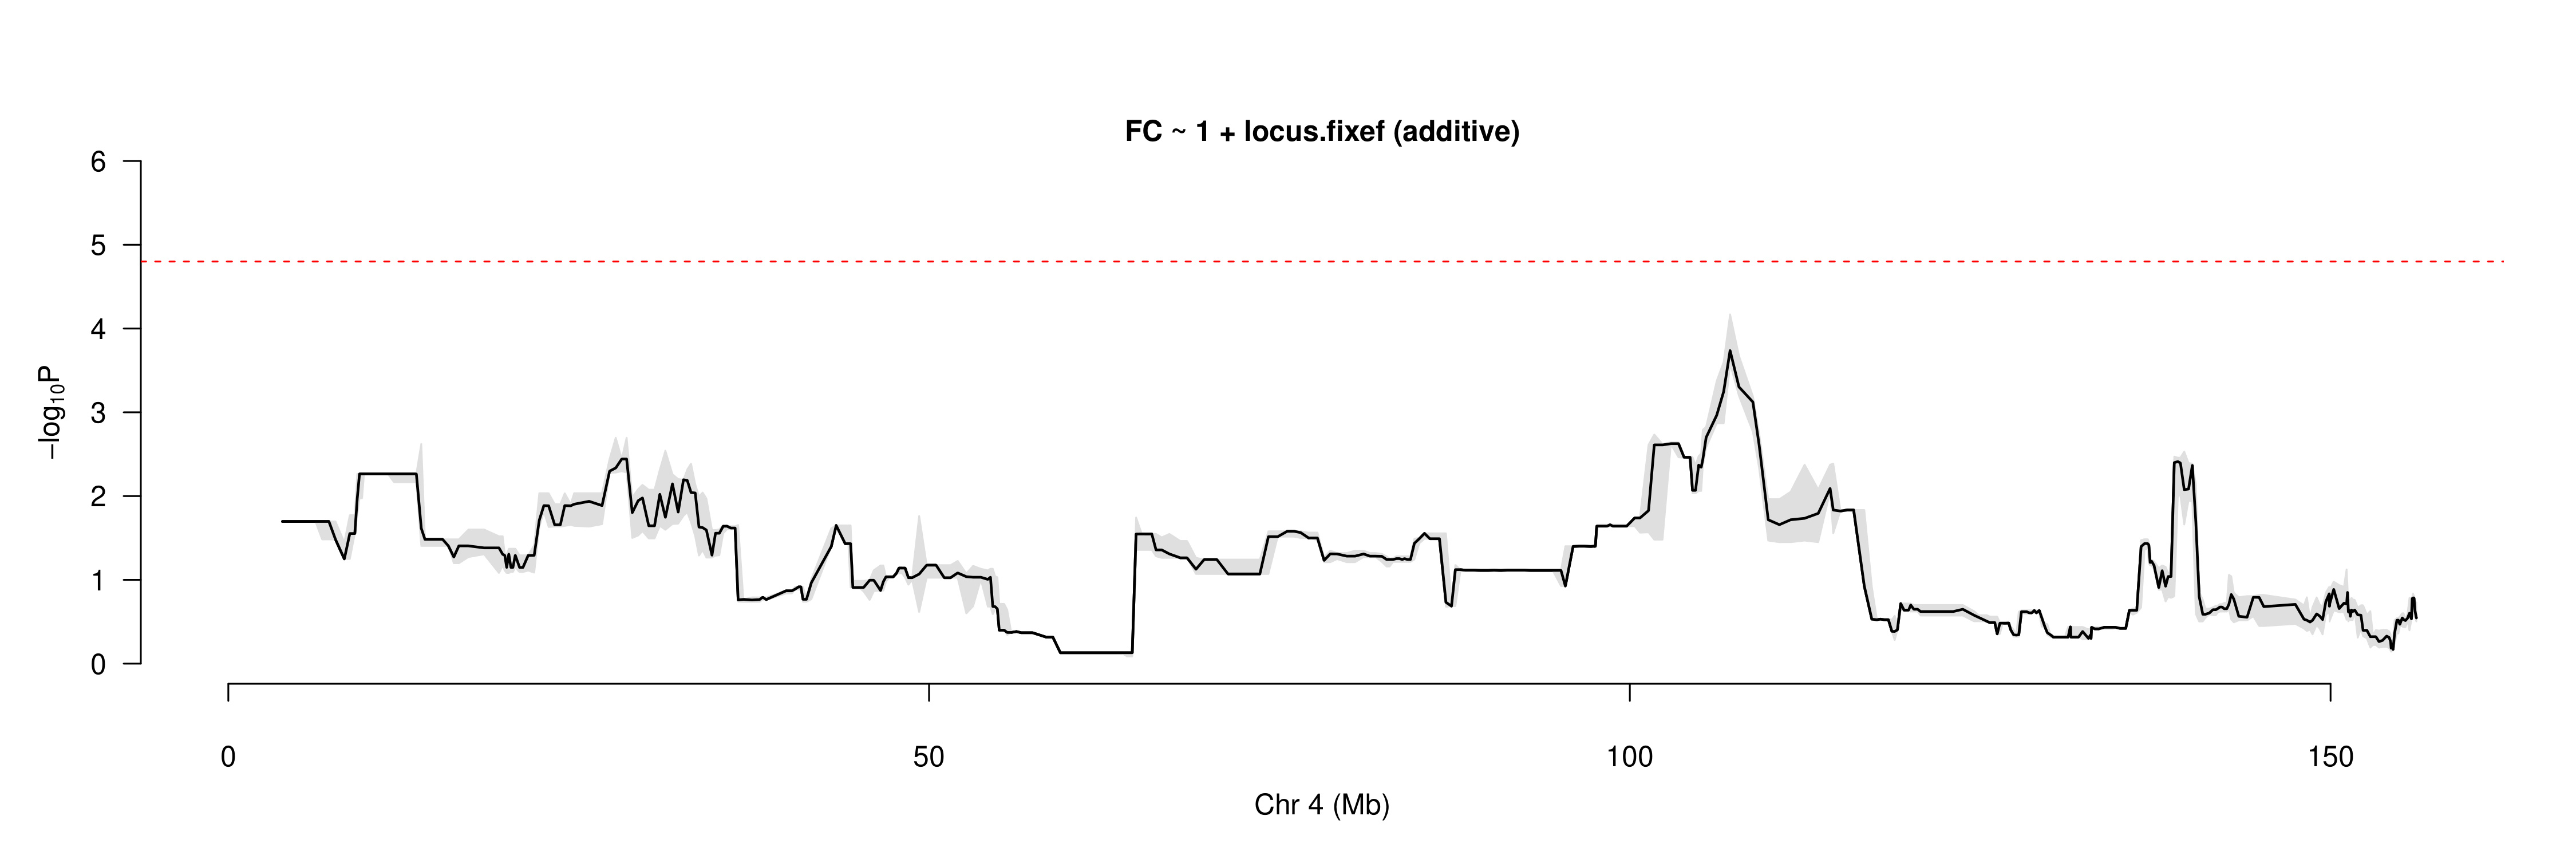 FC ~ 1 + locus.fixef (additive)
6
5
4
3
2
1
0
−log₁₀P
0 50 100 150
Chr 4 (Mb)